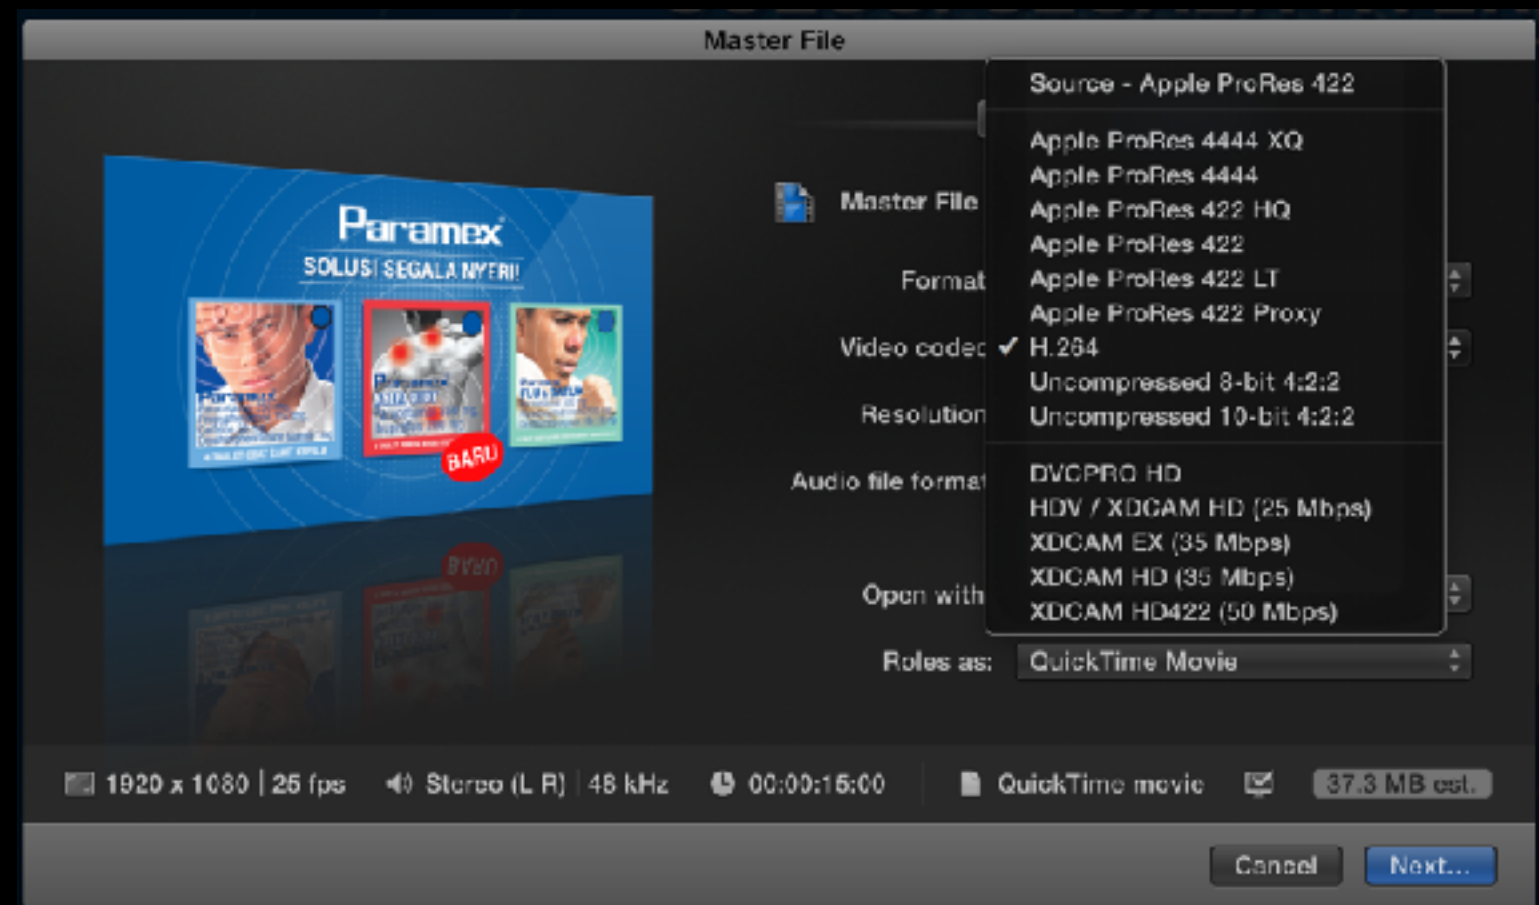 Master File
Paramex
SOLUSI SEGALA NYERI!
BARU
Master File
Format
Video codec
Resolution
Audio file format
Open with
Roles as: QuickTime Movie
Source - Apple ProRes 422
Apple ProRes 4444 XQ
Apple ProRes 4444
Apple ProRes 422 HQ
Apple ProRes 422
Apple ProRes 422 LT
Apple ProRes 422 Proxy
✓ H.264
Uncompressed 8-bit 4:2:2
Uncompressed 10-bit 4:2:2
DVCPRO HD
HDV / XDCAM HD (25 Mbps)
XDCAM EX (35 Mbps)
XDCAM HD (35 Mbps)
XDCAM HD422 (50 Mbps)
1920 x 1080 | 25 fps Stereo (L R) | 48 kHz 00:00:15:00 QuickTime movie 37.3 MB est.
Cancel Next...